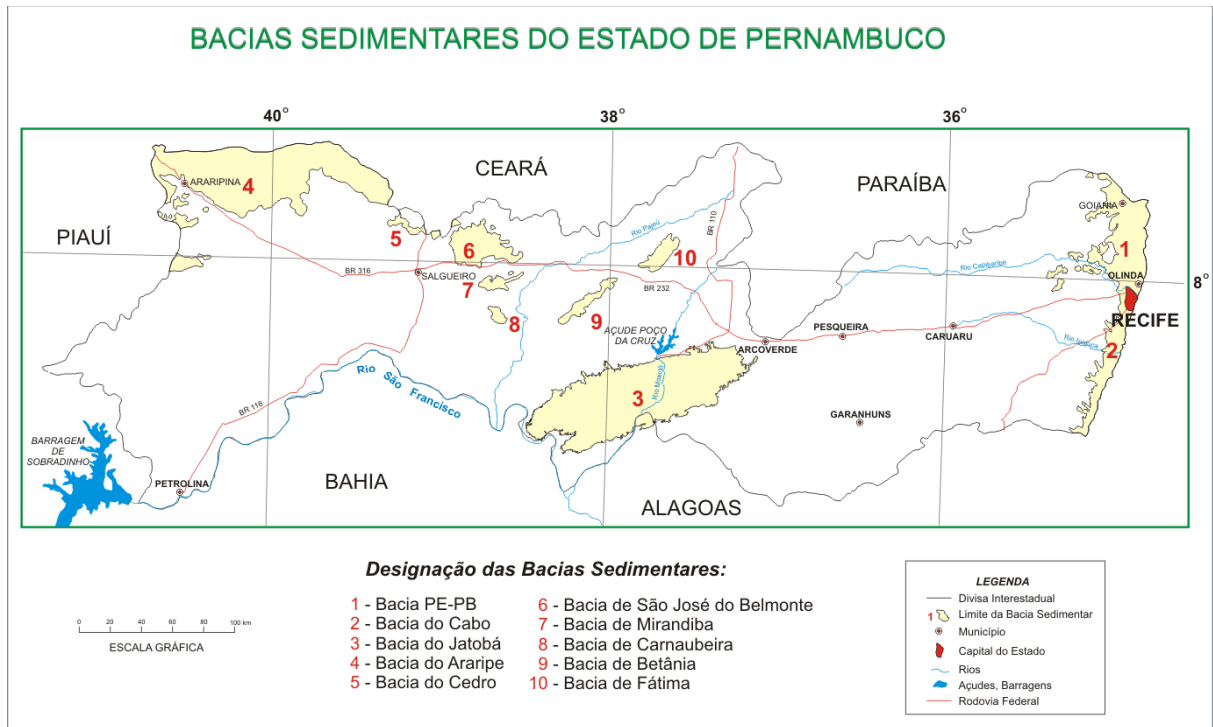 BACIAS SEDIMENTARES DO ESTADO DE PERNAMBUCO
40°
38°
36°
CEARÁ
PARAÍBA
ARARIPINA
4
GOIANIA
PIAUÍ
5
6
Rio Pajeú
BR 110
10
1
BR 316
SALGUEIRO
7
BR 232
Rio Capibaribe
OLINDA
8°
8
9
AÇUDE POÇO
DA CRUZ
ARCOVERDE
PESQUEIRA
CARUARU
RECIFE
2
Rio São Francisco
3
BR 116
GARANHUNS
BARRAGEM
DE
SOBRADINHO
PETROLINA
BAHIA
ALAGOAS
Designação das Bacias Sedimentares:
1 - Bacia PE-PB
2 - Bacia do Cabo
3 - Bacia do Jatobá
4 - Bacia do Araripe
5 - Bacia do Cedro
6 - Bacia de São José do Belmonte
7 - Bacia de Mirandiba
8 - Bacia de Carnaubeira
9 - Bacia de Betânia
10 - Bacia de Fátima
0 20 40 60 80 100 km
ESCALA GRÁFICA
LEGENDA
Divisa Interestadual
1 Limite da Bacia Sedimentar
Município
Capital do Estado
Rios
Açudes, Barragens
Rodovia Federal